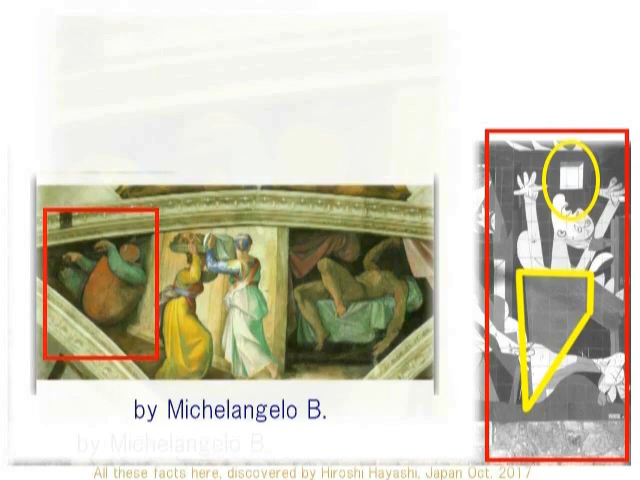 by Michelangelo B.
by Michelangelo B.
All these facts here, discovered by Hiroshi Hayashi, Japan Oct. 2017